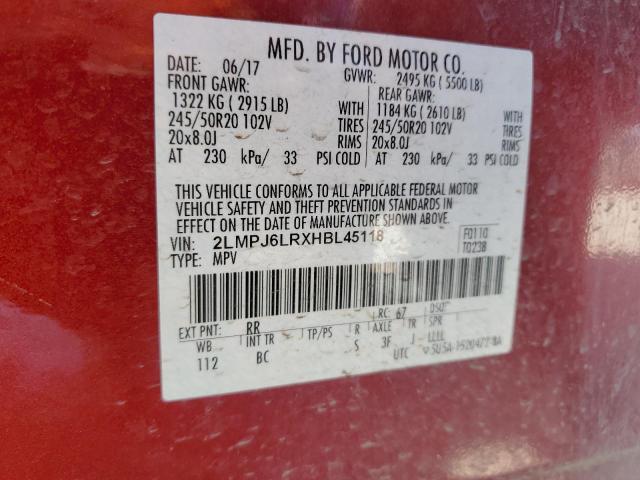 MFD. BY FORD MOTOR CO.
DATE: 06/17 GVWR: 2495 KG ( 5500 LB)
FRONT GAWR: REAR GAWR:
1322 KG ( 2915 LB) WITH 1184 KG ( 2610 LB) WITH
245/50R20 102V TIRES 245/50R20 102V TIRES
20x8.0J RIMS 20x8.0J RIMS
AT 230 kPa/ 33 PSI COLD AT 230 kPa/ 33 PSI COLD
THIS VEHICLE CONFORMS TO ALL APPLICABLE FEDERAL MOTOR
VEHICLE SAFETY AND THEFT PREVENTION STANDARDS IN
EFFECT ON THE DATE OF MANUFACTURE SHOWN ABOVE.
VIN: 2LMPJ6LRXHBL45118 F0110
TYPE: MPV T0238
EXT PNT: RR RC: 67 DSO:
WB INT TR TP/PS R AXLE TR SPR
112 BC S 3F J LLLL
UTC